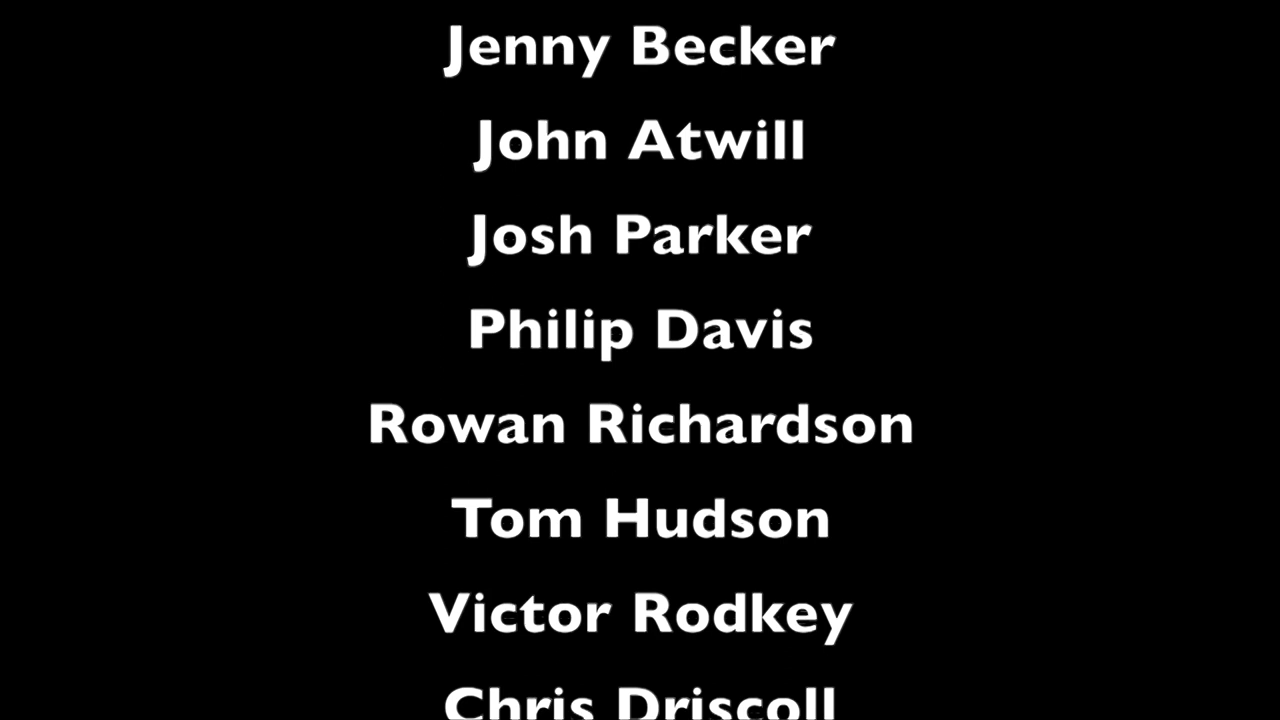 Jenny Becker
John Atwill
Josh Parker
Philip Davis
Rowan Richardson
Tom Hudson
Victor Rodkey
Chris Driscoll